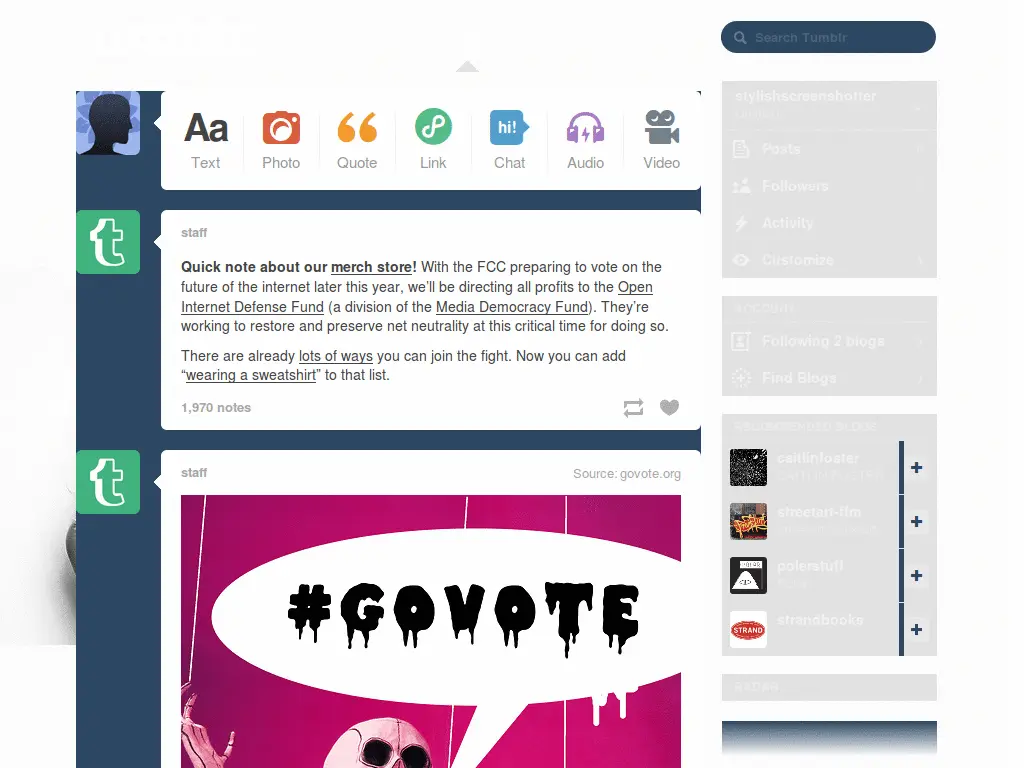 Search Tumblr
stylishscreenshotter
Aa
hi!
Text
Photo
Quote
Link
Chat
Audio
Video
Posts
Followers
Activity
Customize
t
staff
Quick note about our merch store! With the FCC preparing to vote on the
future of the internet later this year, we’ll be directing all profits to the Open
Internet Defense Fund (a division of the Media Democracy Fund). They’re
working to restore and preserve net neutrality at this critical time for doing so.
There are already lots of ways you can join the fight. Now you can add
“wearing a sweatshirt” to that list.
1,970 notes
ACCOUNT
Following 2 blogs
Find Blogs
RECOMMENDED BLOGS
caitlinfoster
streetart-film
polerstuff
STRAND
strandbooks
RADAR
t
staff
Source: govote.org
#GOVOTE